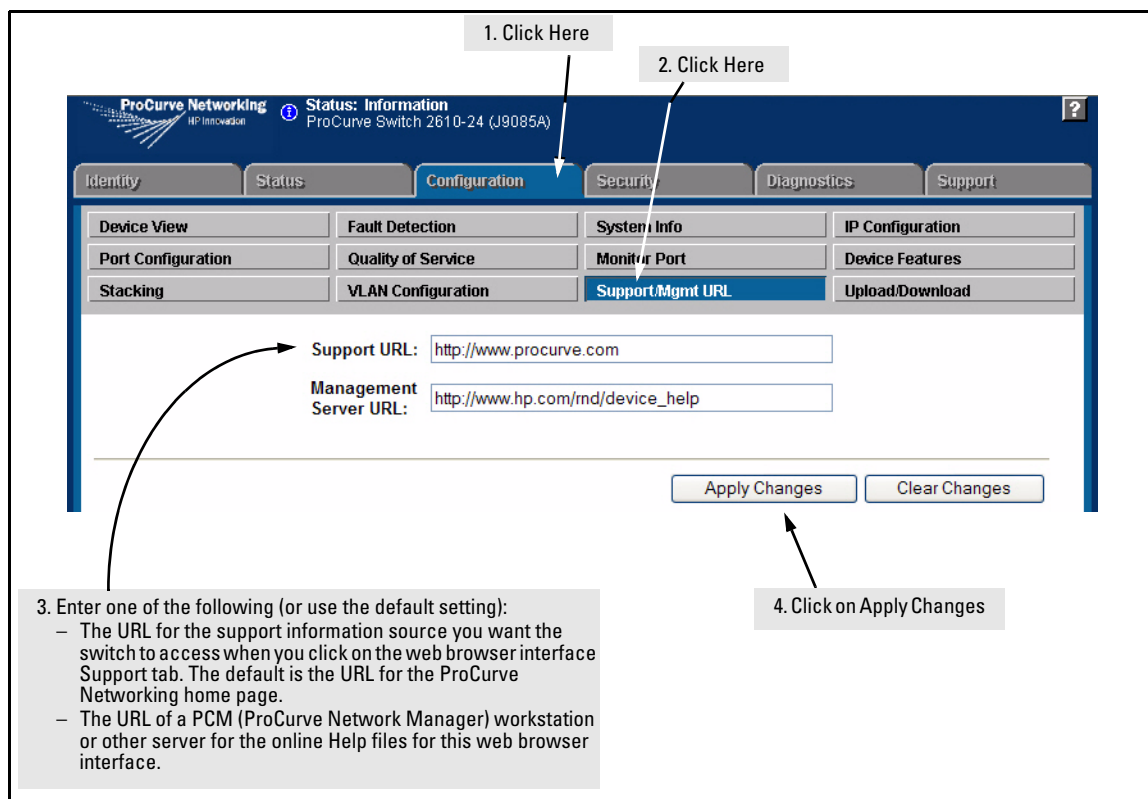 1. Click Here
2. Click Here
ProCurve Networking
HP Innovation
Status: Information
ProCurve Switch 2610-24 (J9085A)
?
Identity
Status
Configuration
Security
Diagnostics
Support
Device View
Fault Detection
System Info
IP Configuration
Port Configuration
Quality of Service
Monitor Port
Device Features
Stacking
VLAN Configuration
Support/Mgmt URL
Upload/Download
Support URL:
http://www.procurve.com
Management
Server URL:
http://www.hp.com/rnd/device_help
Apply Changes
Clear Changes
3. Enter one of the following (or use the default setting):
– The URL for the support information source you want the
switch to access when you click on the web browser interface
Support tab. The default is the URL for the ProCurve
Networking home page.
– The URL of a PCM (ProCurve Network Manager) workstation
or other server for the online Help files for this web browser
interface.
4. Click on Apply Changes